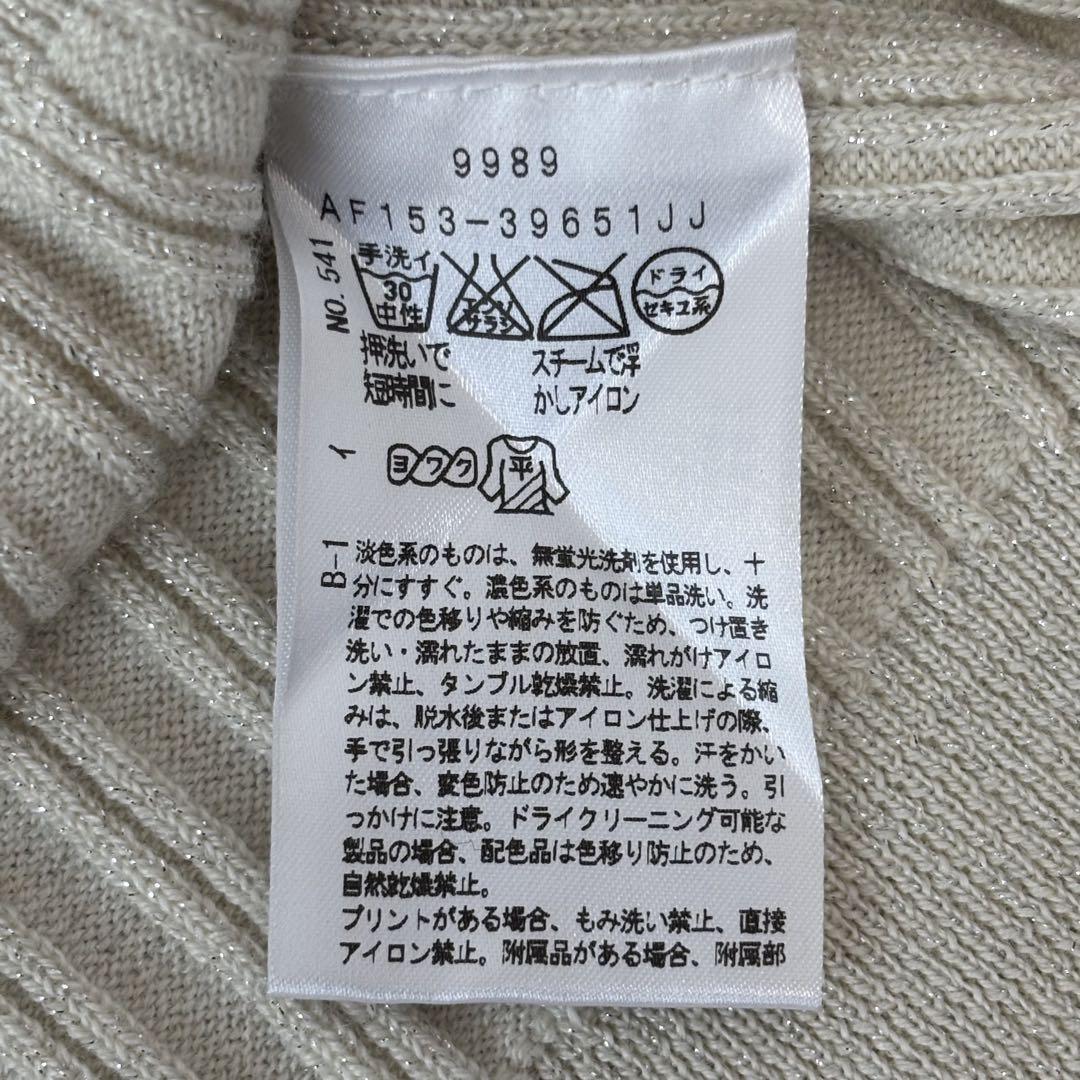 9989
AF153-39651JJ
NO. 541
手洗イ
30
中性
エンソ
サラシ
ドライ
セキユ系
押洗いで
短時間に
スチームで浮
かしアイロン
イ
ヨワク
平
B-1
淡色系のものは、無蛍光洗剤を使用し、十
分にすすぐ。濃色系のものは単品洗い。洗
濯での色移りや縮みを防ぐため、つけ置き
洗い・濡れたままの放置、濡れがけアイロ
ン禁止、タンブル乾燥禁止。洗濯による縮
みは、脱水後またはアイロン仕上げの際、
手で引っ張りながら形を整える。汗をかい
た場合、変色防止のため速やかに洗う。引
っかけに注意。ドライクリーニング可能な
製品の場合、配色品は色移り防止のため、
自然乾燥禁止。
プリントがある場合、もみ洗い禁止、直接
アイロン禁止。附属品がある場合、附属部